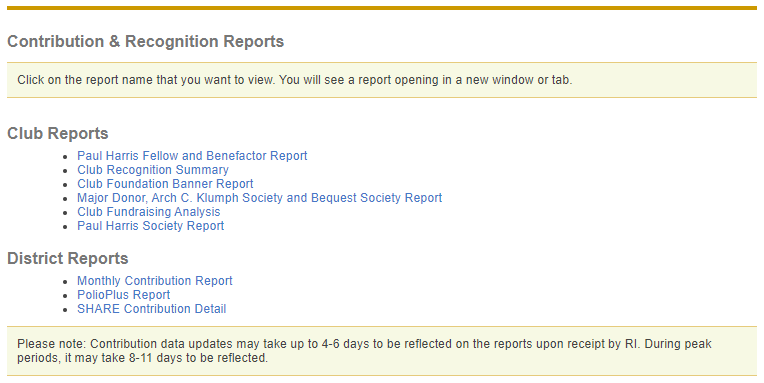 Contribution & Recognition Reports
Click on the report name that you want to view. You will see a report opening in a new window or tab.
Club Reports
Paul Harris Fellow and Benefactor Report
Club Recognition Summary
Club Foundation Banner Report
Major Donor, Arch C. Klumph Society and Bequest Society Report
Club Fundraising Analysis
Paul Harris Society Report
District Reports
Monthly Contribution Report
PolioPlus Report
SHARE Contribution Detail
Please note: Contribution data updates may take up to 4-6 days to be reflected on the reports upon receipt by RI. During peak
periods, it may take 8-11 days to be reflected.